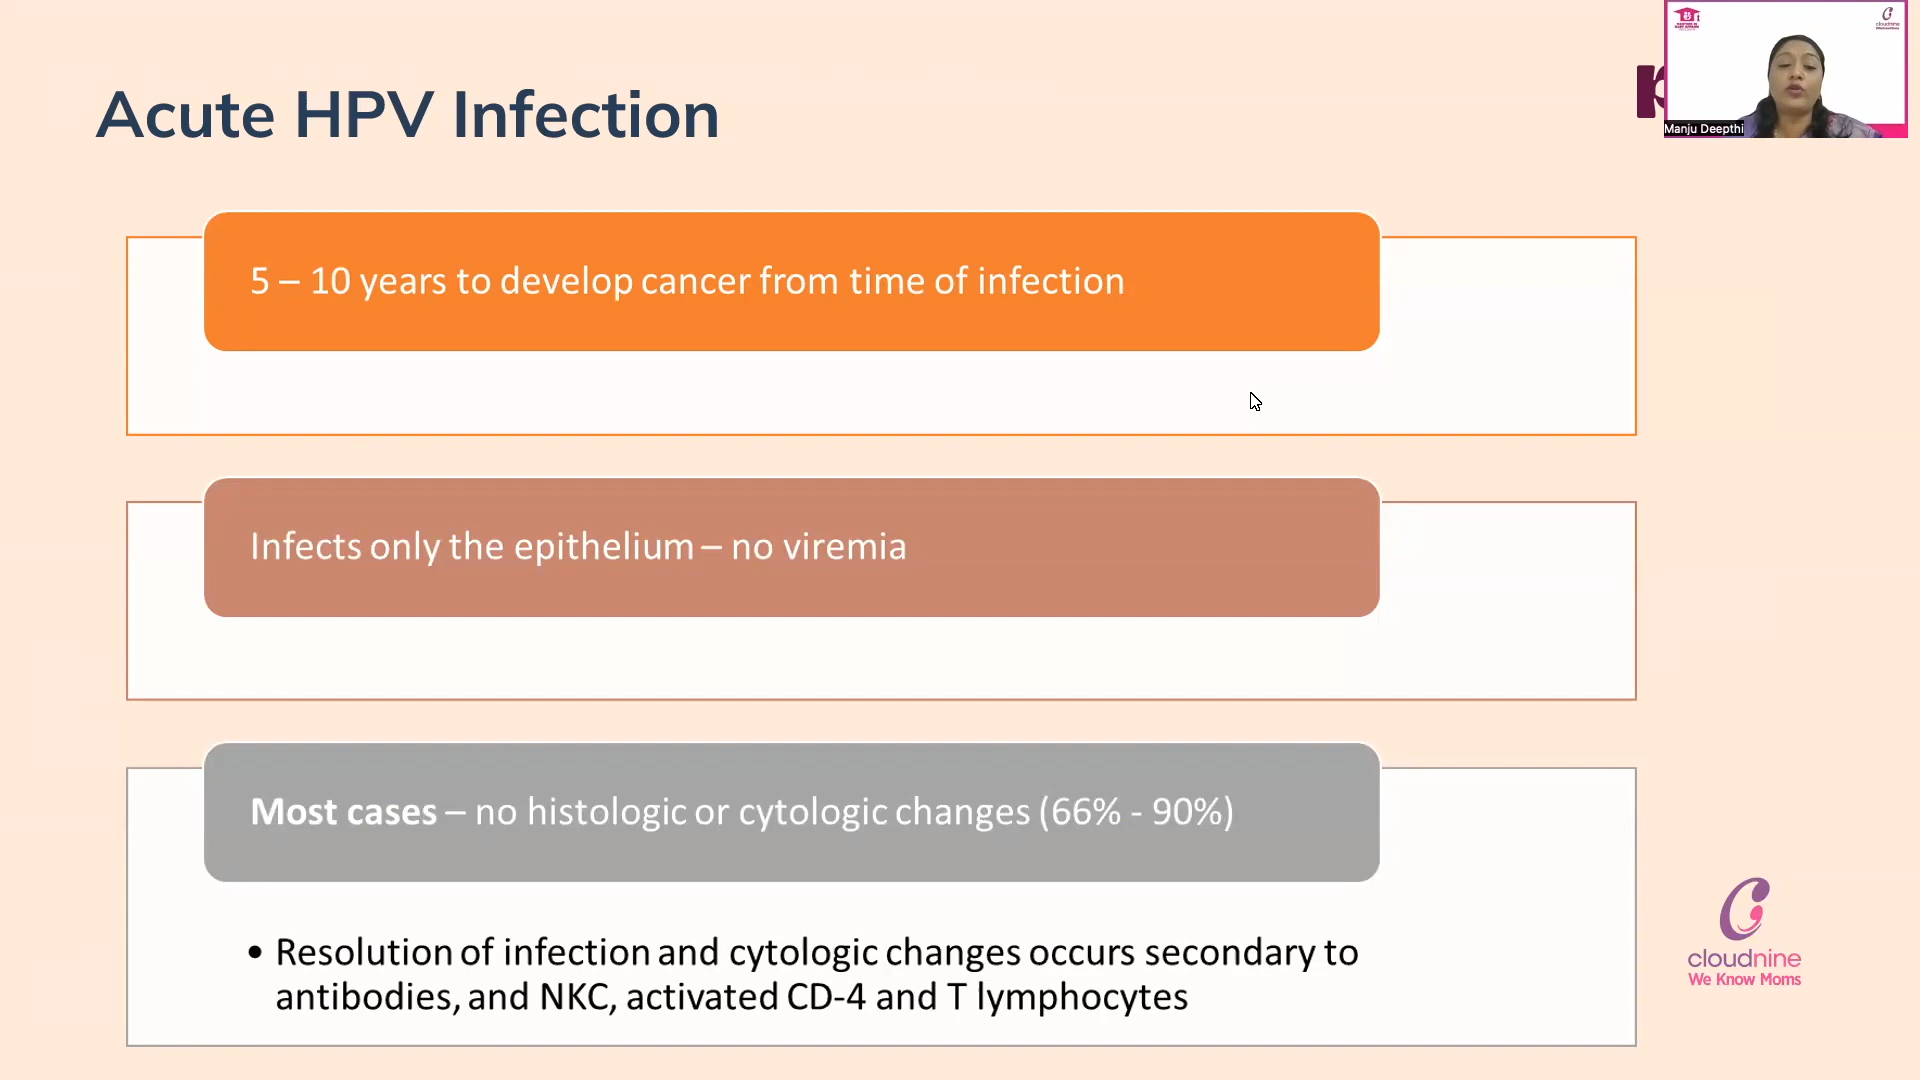 Acute HPV Infection
Manju Deepthi
5 – 10 years to develop cancer from time of infection
Infects only the epithelium – no viremia
Most cases – no histologic or cytologic changes (66% - 90%)
• Resolution of infection and cytologic changes occurs secondary to
antibodies, and NKC, activated CD-4 and T lymphocytes
cloudnine
We Know Moms